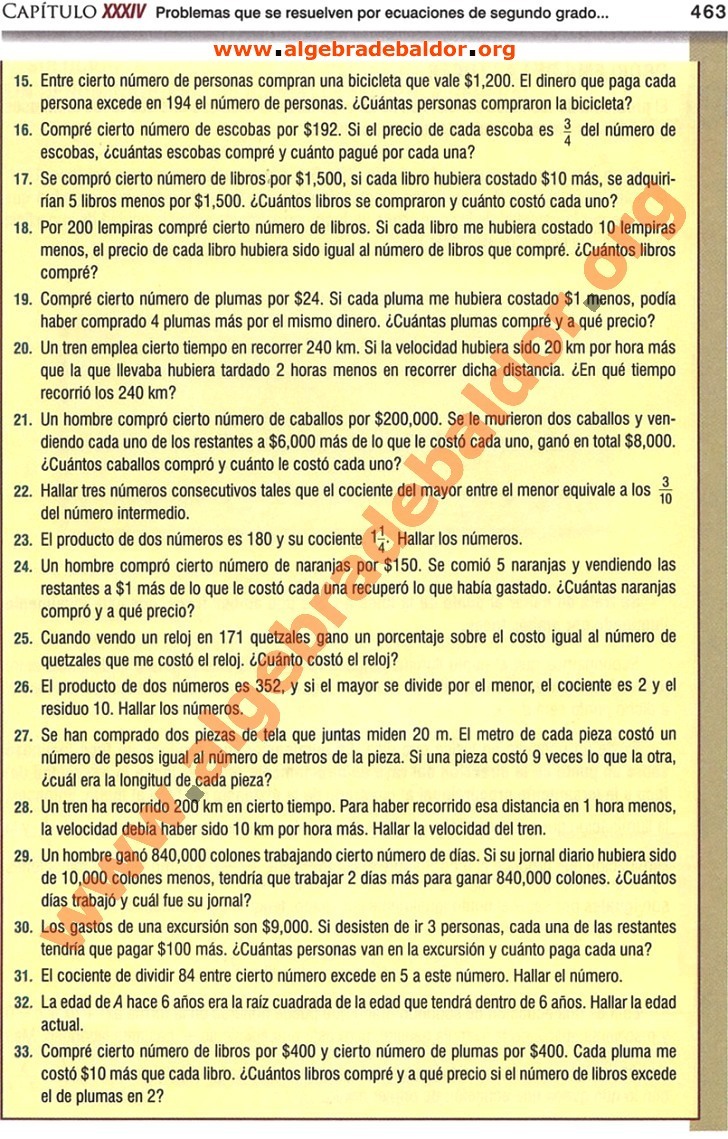 CAPÍTULO XXXIV Problemas que se resuelven por ecuaciones de segundo grado... 463
www.algebradebaldor.org
15. Entre cierto número de personas compran una bicicleta que vale $1,200. El dinero que paga cada
persona excede en 194 el número de personas. ¿Cuántas personas compraron la bicicleta?
16. Compré cierto número de escobas por $192. Si el precio de cada escoba es 3/4 del número de
escobas, ¿cuántas escobas compré y cuánto pagué por cada una?
17. Se compró cierto número de libros por $1,500, si cada libro hubiera costado $10 más, se adquiri-
rían 5 libros menos por $1,500. ¿Cuántos libros se compraron y cuánto costó cada uno?
18. Por 200 lempiras compré cierto número de libros. Si cada libro me hubiera costado 10 lempiras
menos, el precio de cada libro hubiera sido igual al número de libros que compré. ¿Cuántos libros
compré?
19. Compré cierto número de plumas por $24. Si cada pluma me hubiera costado $1 menos, podía
haber comprado 4 plumas más por el mismo dinero. ¿Cuántas plumas compré y a qué precio?
20. Un tren emplea cierto tiempo en recorrer 240 km. Si la velocidad hubiera sido 20 km por hora más
que la que llevaba hubiera tardado 2 horas menos en recorrer dicha distancia. ¿En qué tiempo
recorrió los 240 km?
21. Un hombre compró cierto número de caballos por $200,000. Se le murieron dos caballos y ven-
diendo cada uno de los restantes a $6,000 más de lo que le costó cada uno, ganó en total $8,000.
¿Cuántos caballos compró y cuánto le costó cada uno?
22. Hallar tres números consecutivos tales que el cociente del mayor entre el menor equivale a los 3/10
del número intermedio.
23. El producto de dos números es 180 y su cociente 1 1/4. Hallar los números.
24. Un hombre compró cierto número de naranjas por $150. Se comió 5 naranjas y vendiendo las
restantes a $1 más de lo que le costó cada una recuperó lo que había gastado. ¿Cuántas naranjas
compró y a qué precio?
25. Cuando vendo un reloj en 171 quetzales gano un porcentaje sobre el costo igual al número de
quetzales que me costó el reloj. ¿Cuánto costó el reloj?
26. El producto de dos números es 352, y si el mayor se divide por el menor, el cociente es 2 y el
residuo 10. Hallar los números.
27. Se han comprado dos piezas de tela que juntas miden 20 m. El metro de cada pieza costó un
número de pesos igual al número de metros de la pieza. Si una pieza costó 9 veces lo que la otra,
¿cuál era la longitud de cada pieza?
28. Un tren ha recorrido 200 km en cierto tiempo. Para haber recorrido esa distancia en 1 hora menos,
la velocidad debía haber sido 10 km por hora más. Hallar la velocidad del tren.
29. Un hombre ganó 840,000 colones trabajando cierto número de días. Si su jornal diario hubiera sido
de 10,000 colones menos, tendría que trabajar 2 días más para ganar 840,000 colones. ¿Cuántos
días trabajó y cuál fue su jornal?
30. Los gastos de una excursión son $9,000. Si desisten de ir 3 personas, cada una de las restantes
tendría que pagar $100 más. ¿Cuántas personas van en la excursión y cuánto paga cada una?
31. El cociente de dividir 84 entre cierto número excede en 5 a este número. Hallar el número.
32. La edad de A hace 6 años era la raíz cuadrada de la edad que tendrá dentro de 6 años. Hallar la edad
actual.
33. Compré cierto número de libros por $400 y cierto número de plumas por $400. Cada pluma me
costó $10 más que cada libro. ¿Cuántos libros compré y a qué precio si el número de libros excede
el de plumas en 2?
www.algebradebaldor.org